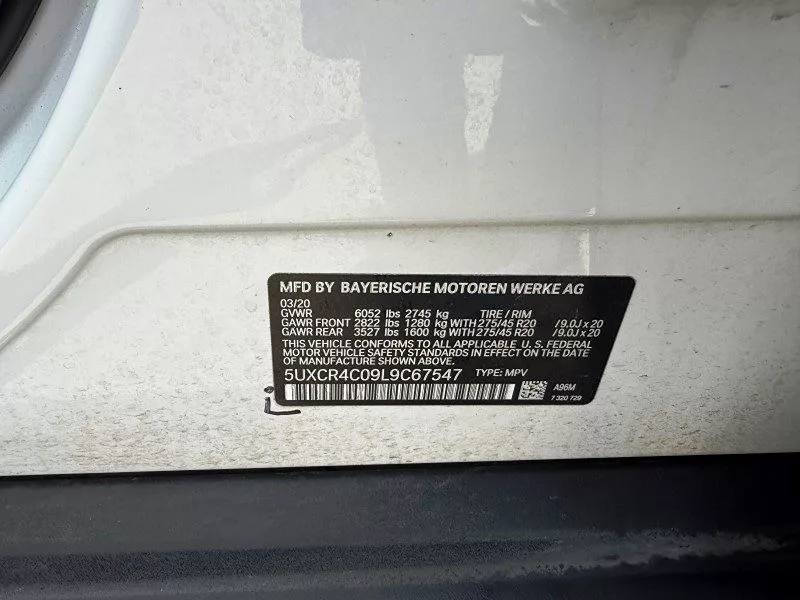 MFD BY BAYERISCHE MOTOREN WERKE AG
03/20
GVWR 6052 lbs 2745 kg TIRE / RIM
GAWR FRONT 2822 lbs 1280 kg WITH 275/45 R20 / 9.0J x 20
GAWR REAR 3527 lbs 1600 kg WITH 275/45 R20 / 9.0J x 20
THIS VEHICLE CONFORMS TO ALL APPLICABLE U. S. FEDERAL
MOTOR VEHICLE SAFETY STANDARDS IN EFFECT ON THE DATE
OF MANUFACTURE SHOWN ABOVE.
5UXCR4C09L9C67547 TYPE: MPV A96M
7 320 729